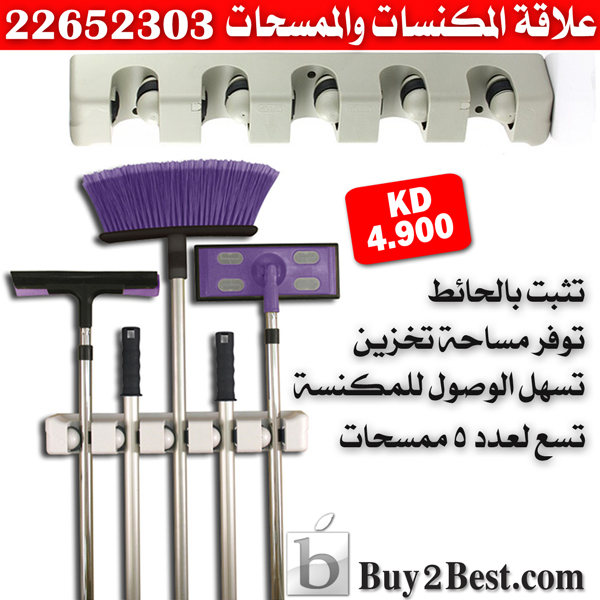 علاقة المكنسات والممسحات 22652303
KD
4.900
تثبت بالحائط
توفر مساحة تخزين
تسهل الوصول للمكنسة
تسع لعدد ٥ ممسحات
b
Buy2Best.com